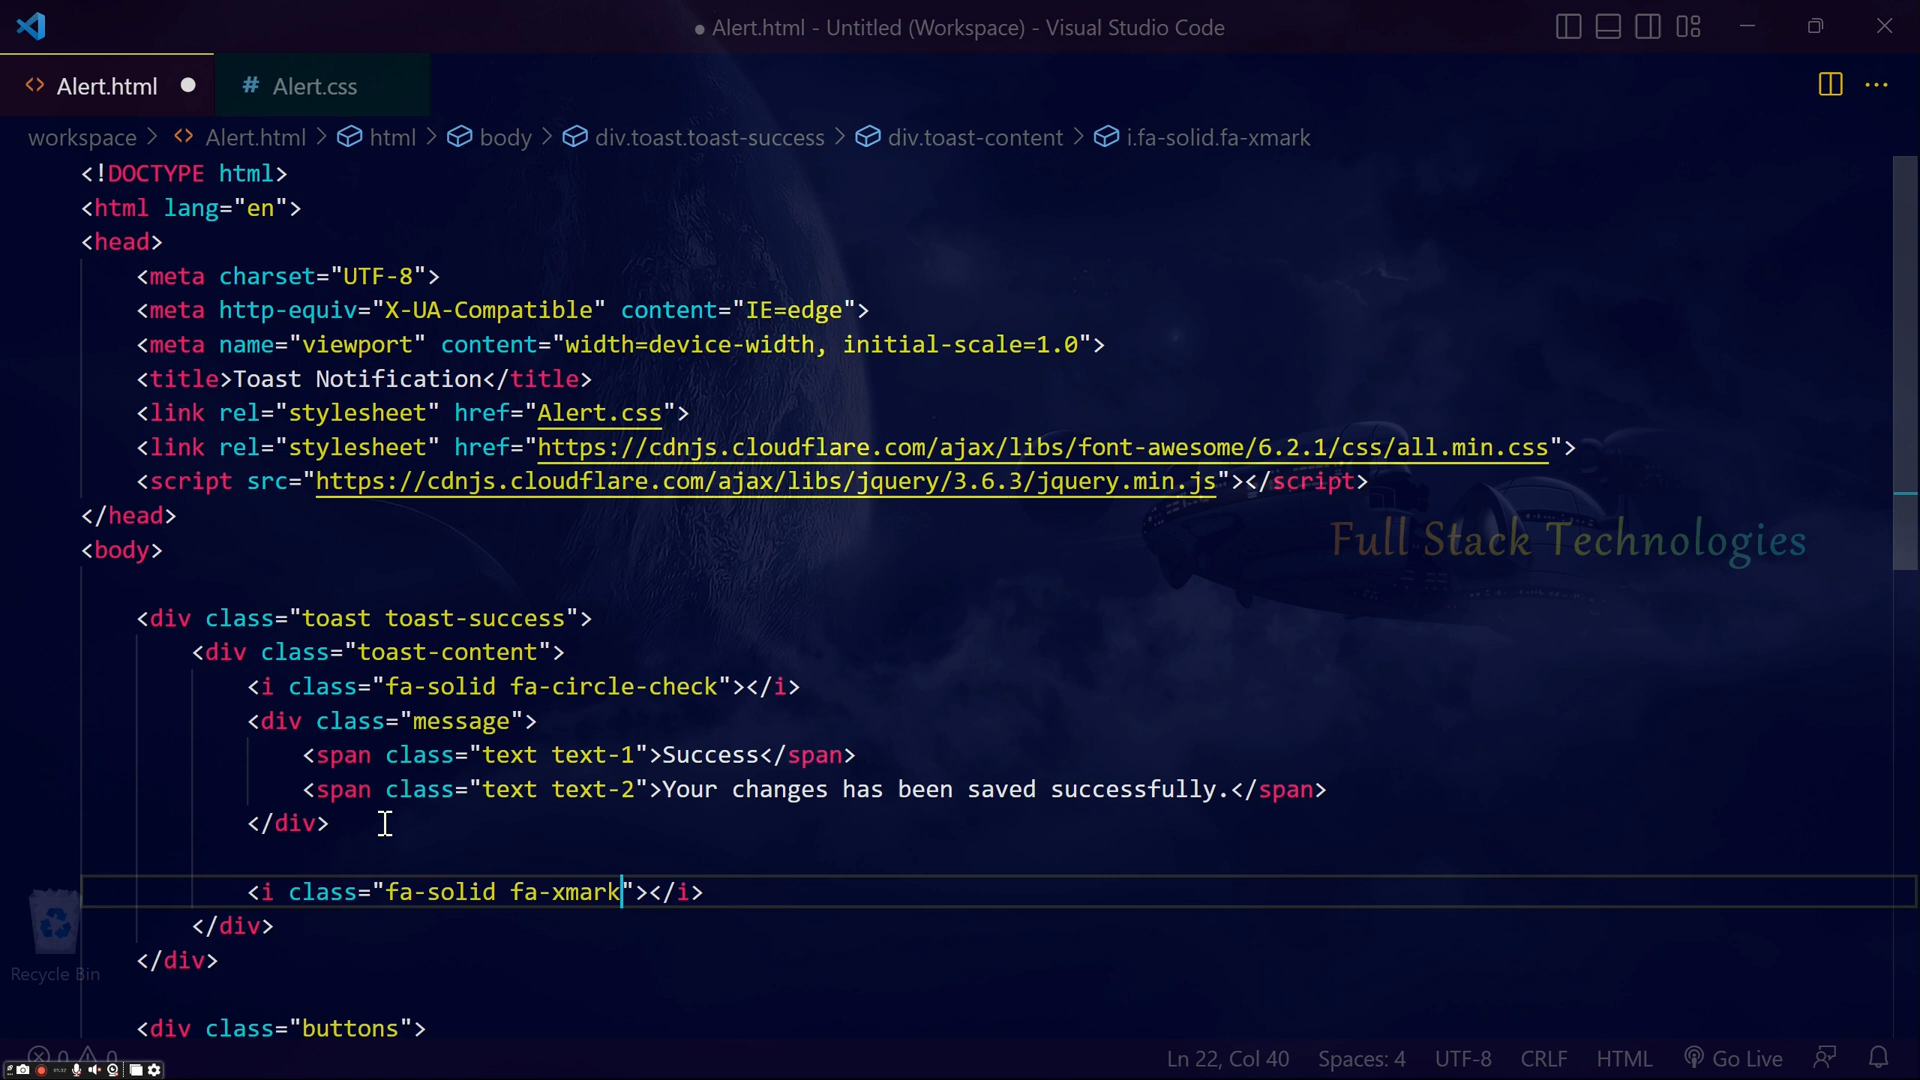 ● Alert.html - Untitled (Workspace) - Visual Studio Code
<> Alert.html ●
# Alert.css
workspace > <> Alert.html > html > body > div.toast.toast-success > div.toast-content > i.fa-solid.fa-xmark
<!DOCTYPE html>
<html lang="en">
<head>
    <meta charset="UTF-8">
    <meta http-equiv="X-UA-Compatible" content="IE=edge">
    <meta name="viewport" content="width=device-width, initial-scale=1.0">
    <title>Toast Notification</title>
    <link rel="stylesheet" href="Alert.css">
    <link rel="stylesheet" href="https://cdnjs.cloudflare.com/ajax/libs/font-awesome/6.2.1/css/all.min.css">
    <script src="https://cdnjs.cloudflare.com/ajax/libs/jquery/3.6.3/jquery.min.js"></script>
</head>
Full Stack Technologies
<body>
    <div class="toast toast-success">
        <div class="toast-content">
            <i class="fa-solid fa-circle-check"></i>
            <div class="message">
                <span class="text text-1">Success</span>
                <span class="text text-2">Your changes has been saved successfully.</span>
            </div>
            <i class="fa-solid fa-xmark"></i>
        </div>
    </div>
Recycle Bin
    <div class="buttons">
0 0
Ln 22, Col 40 Spaces: 4 UTF-8 CRLF HTML Go Live